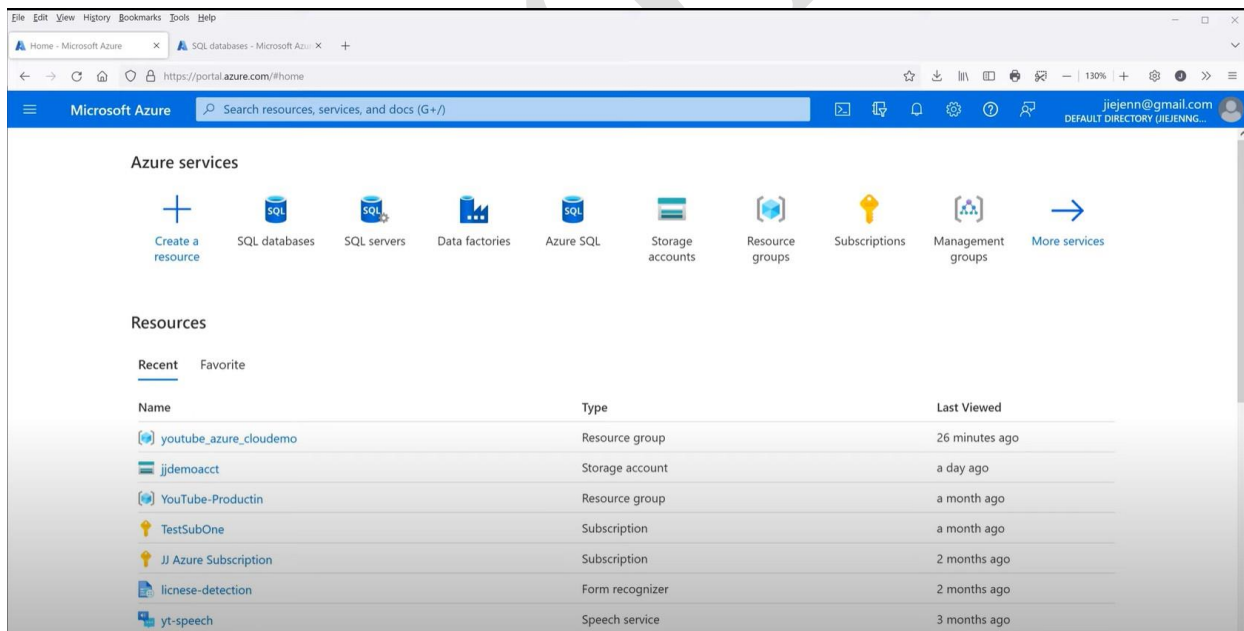 File Edit View History Bookmarks Tools Help
Home - Microsoft Azure
SQL databases - Microsoft Azu
https://portal.azure.com/#home
130%
Microsoft Azure
Search resources, services, and docs (G+/)
jiejenn@gmail.com
DEFAULT DIRECTORY (JIEJENNG...
Azure services
SQL
SQL
SQL
Create a
resource
SQL databases
SQL servers
Data factories
Azure SQL
Storage
accounts
Resource
groups
Subscriptions
Management
groups
More services
Resources
Recent Favorite
Name Type Last Viewed
youtube_azure_cloudemo Resource group 26 minutes ago
jjdemoacct Storage account a day ago
YouTube-Productin Resource group a month ago
TestSubOne Subscription a month ago
JJ Azure Subscription Subscription 2 months ago
licnese-detection Form recognizer 2 months ago
yt-speech Speech service 3 months ago